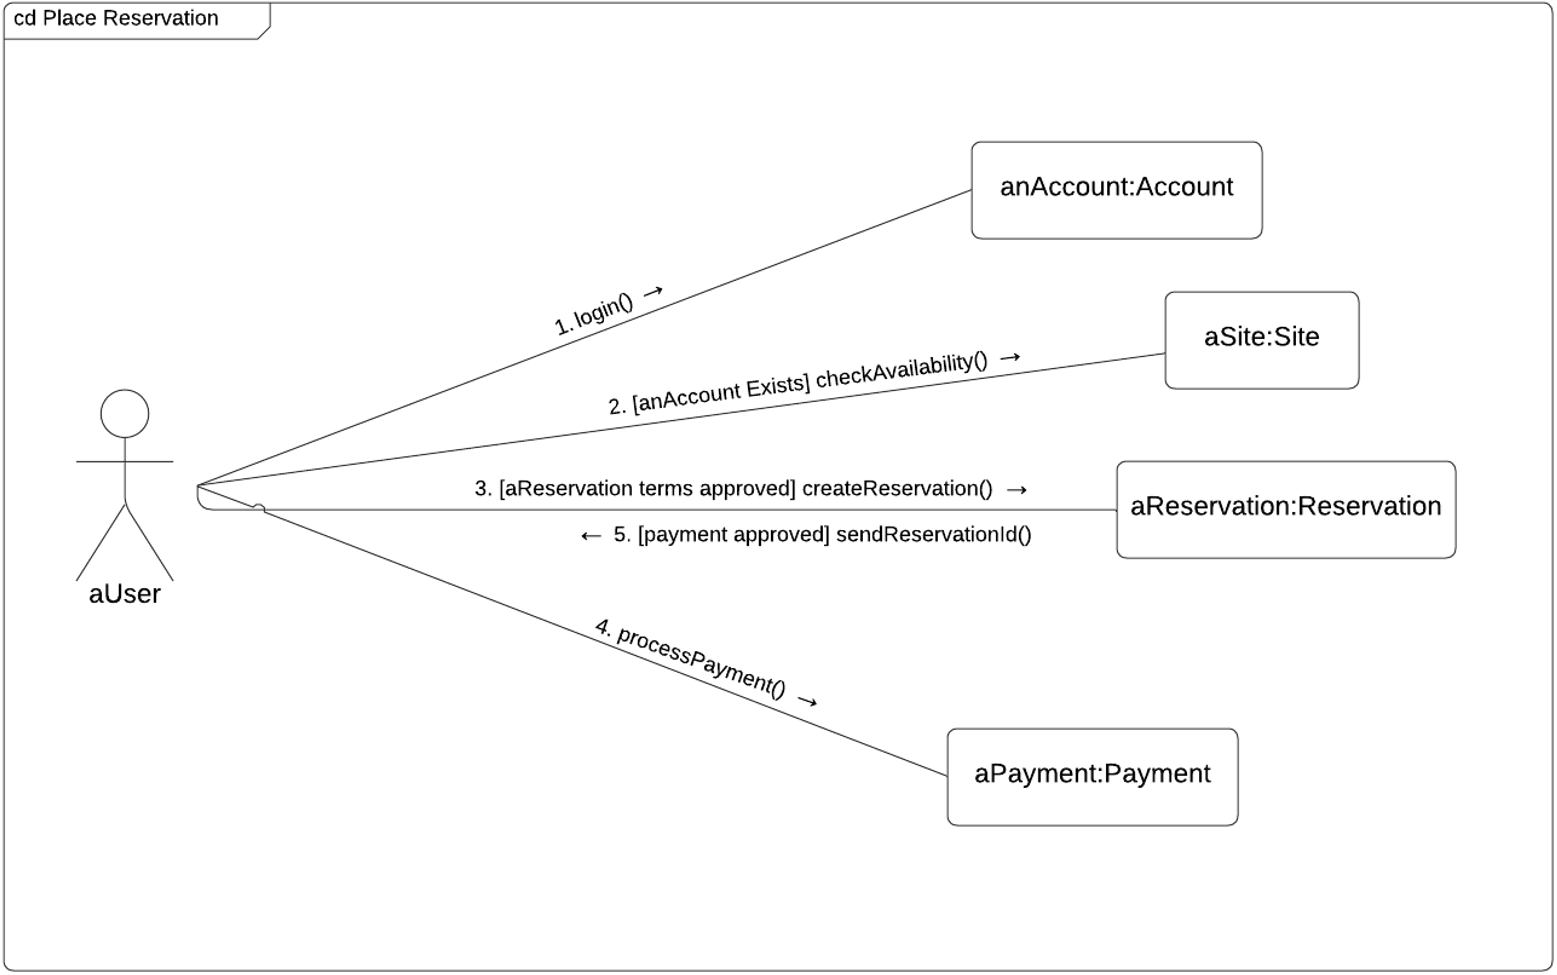 cd Place Reservation
anAccount:Account
1. login() →
aSite:Site
2. [anAccount Exists] checkAvailability() →
3. [aReservation terms approved] createReservation() →
aReservation:Reservation
← 5. [payment approved] sendReservationId()
aUser
4. processPayment() →
aPayment:Payment